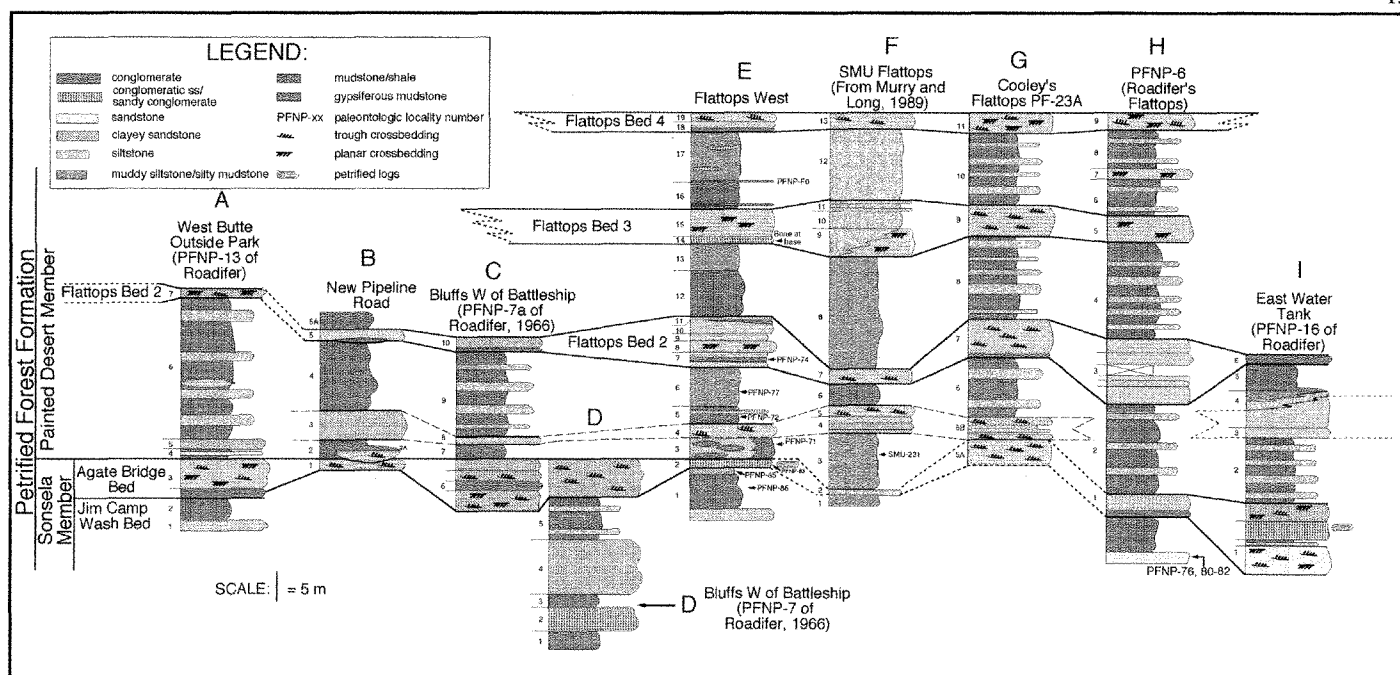 LEGEND:
conglomerate
conglomeratic ss/
sandy conglomerate
sandstone
clayey sandstone
siltstone
muddy siltstone/silty mudstone
mudstone/shale
gypsiferous mudstone
PFNP-xx paleontologic locality number
trough crossbedding
planar crossbedding
petrified logs
A
West Butte
Outside Park
(PFNP-13 of
Roadifer)
B
New Pipeline
Road
C
Bluffs W of Battleship
(PFNP-7a of
Roadifer, 1966)
D
E
Flattops West
F
SMU Flattops
(From Murry and
Long, 1989)
G
Cooley's
Flattops PF-23A
H
PFNP-6
(Roadifer's
Flattops)
I
East Water
Tank
(PFNP-16 of
Roadifer)
Flattops Bed 4
Flattops Bed 3
Flattops Bed 2
Flattops Bed 2
Petrified Forest Formation
Painted Desert Member
Sonsela
Member
Agate Bridge
Bed
Jim Camp
Wash Bed
PFNP-F0
Bone at
base
PFNP-74
PFNP-77
PFNP-72
PFNP-71
PFNP-86
SMU-231
PFNP-76, 80-82
SCALE: = 5 m
D
Bluffs W of Battleship
(PFNP-7 of
Roadifer, 1966)